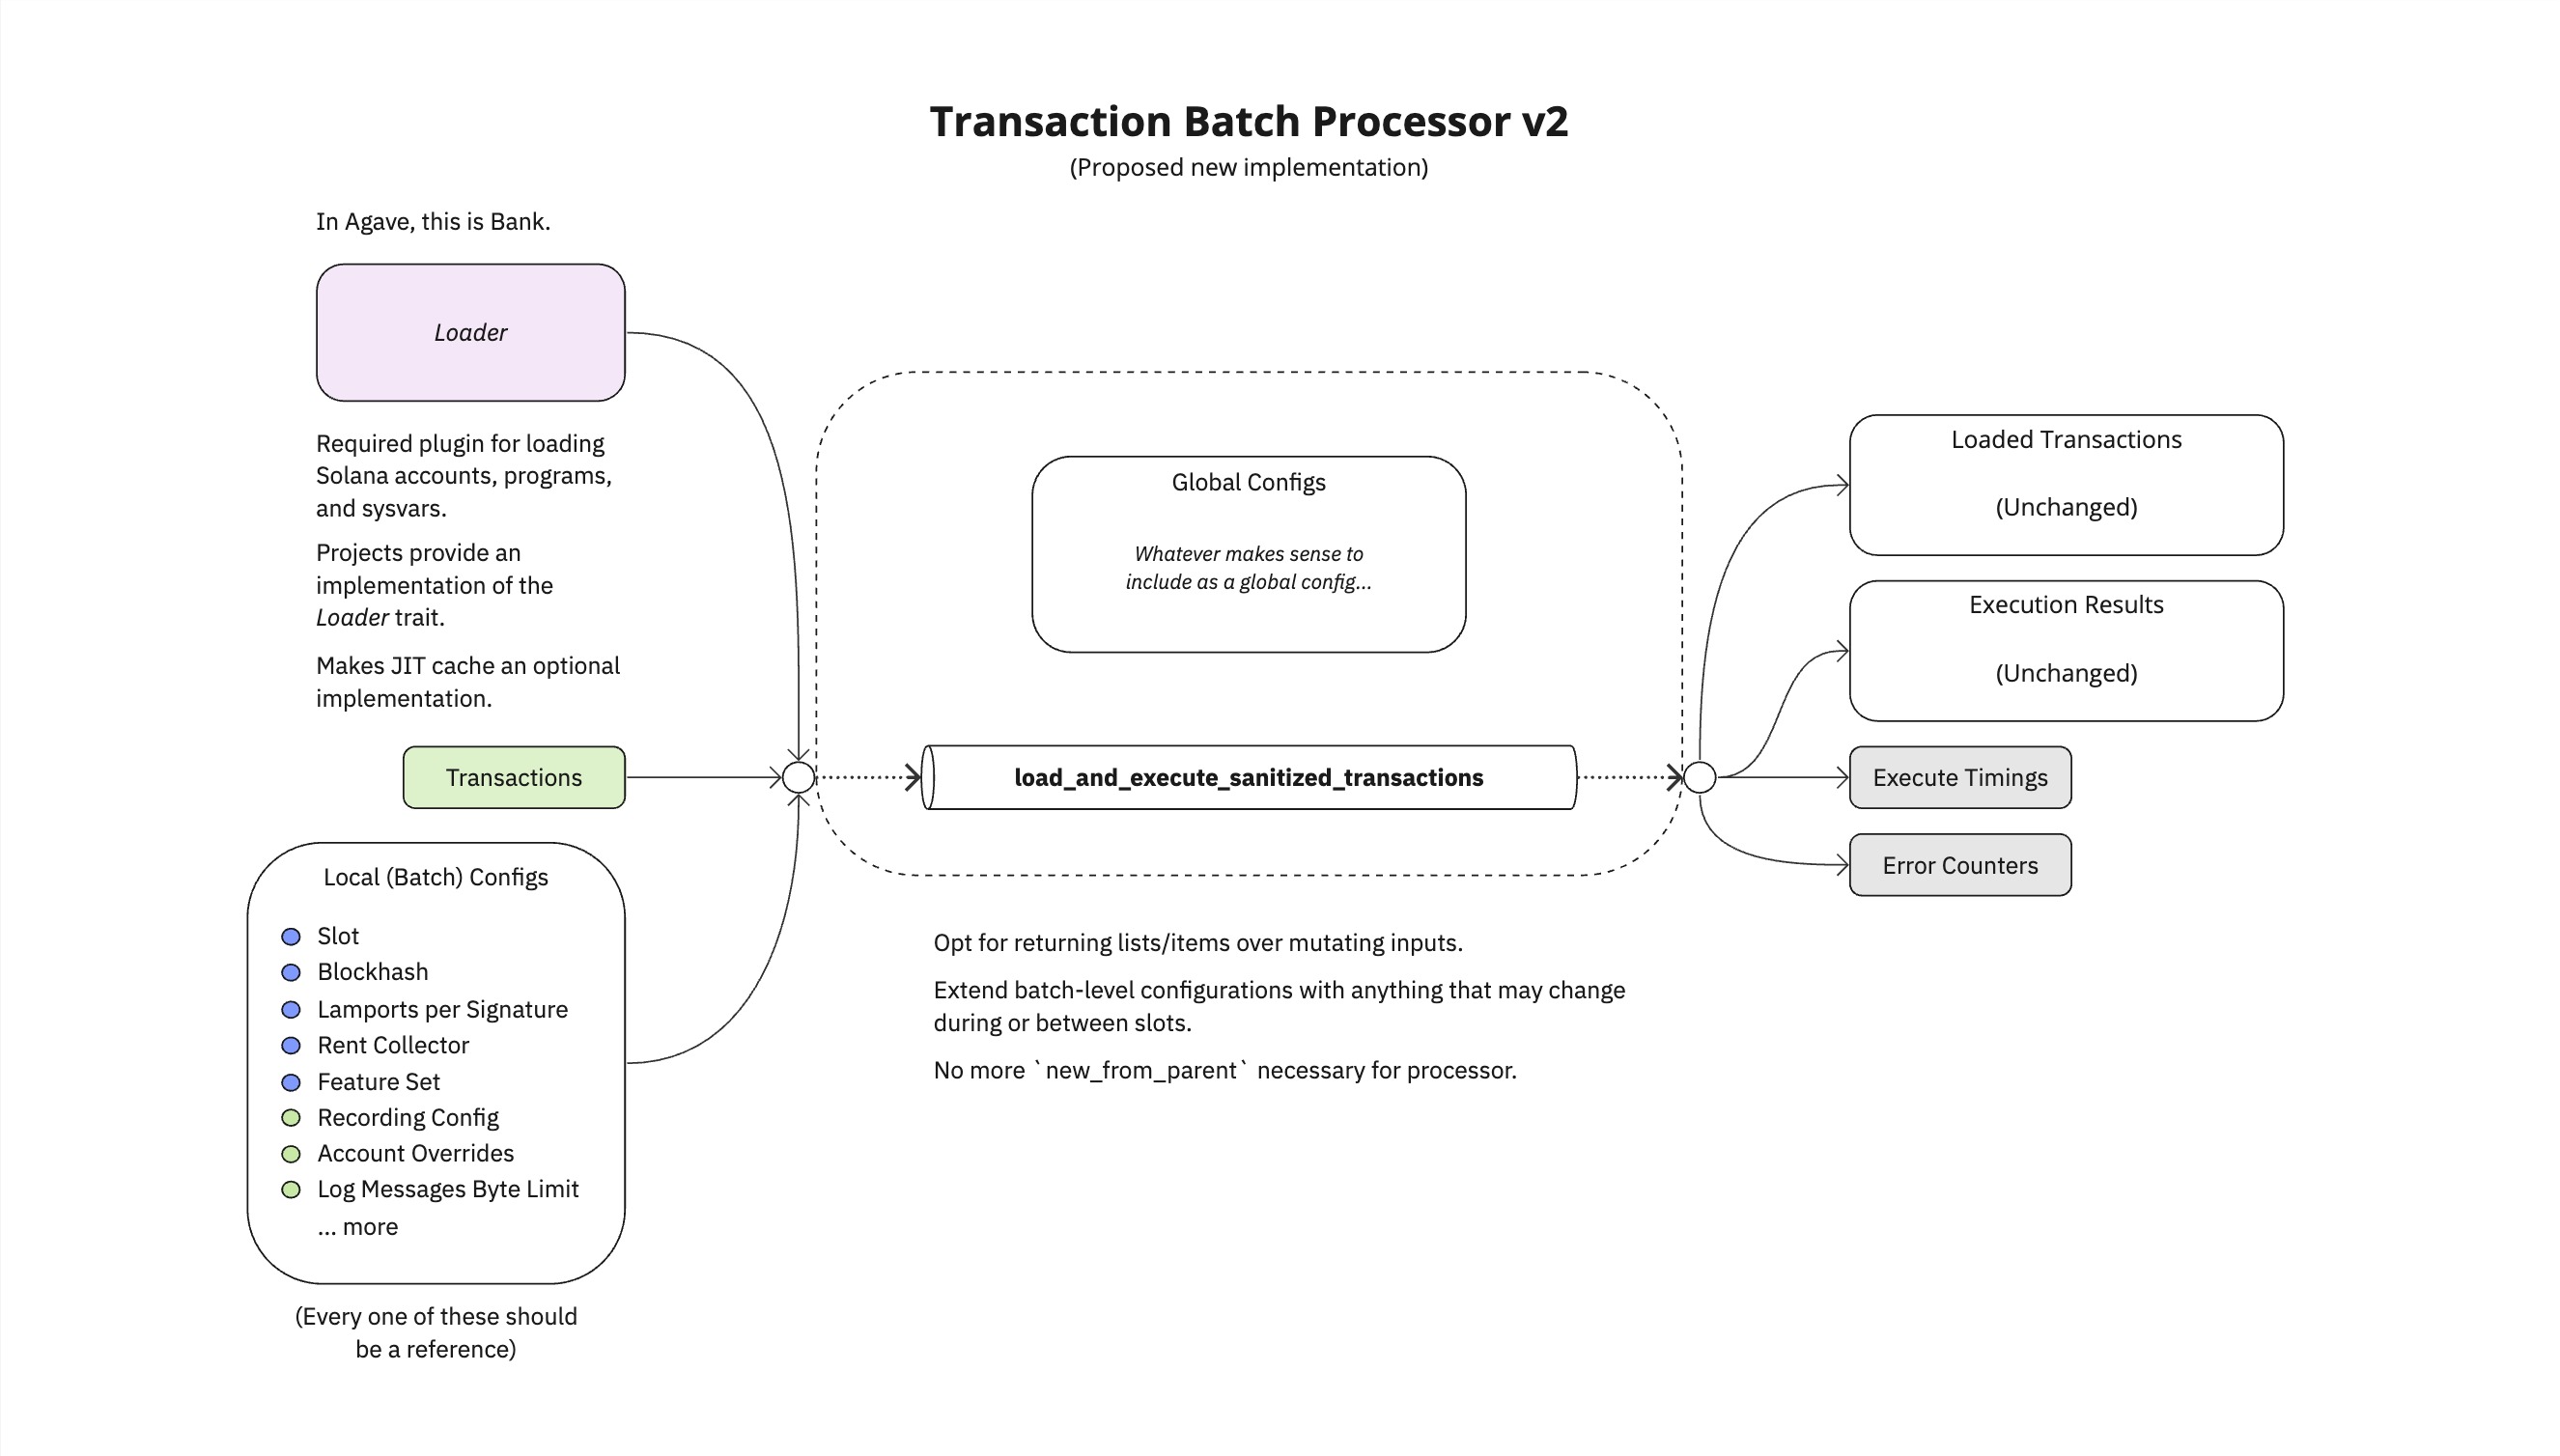 Transaction Batch Processor v2
(Proposed new implementation)
In Agave, this is Bank.
Loader
Required plugin for loading
Solana accounts, programs,
and sysvars.
Projects provide an
implementation of the
Loader trait.
Makes JIT cache an optional
implementation.
Transactions
Local (Batch) Configs
Slot
Blockhash
Lamports per Signature
Rent Collector
Feature Set
Recording Config
Account Overrides
Log Messages Byte Limit
... more
(Every one of these should
be a reference)
Global Configs
Whatever makes sense to
include as a global config...
load_and_execute_sanitized_transactions
Opt for returning lists/items over mutating inputs.
Extend batch-level configurations with anything that may change
during or between slots.
No more `new_from_parent` necessary for processor.
Loaded Transactions
(Unchanged)
Execution Results
(Unchanged)
Execute Timings
Error Counters